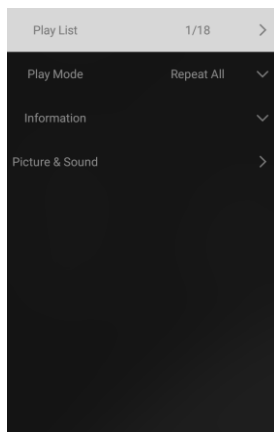 Play List 1/18
Play Mode Repeat All
Information
Picture & Sound